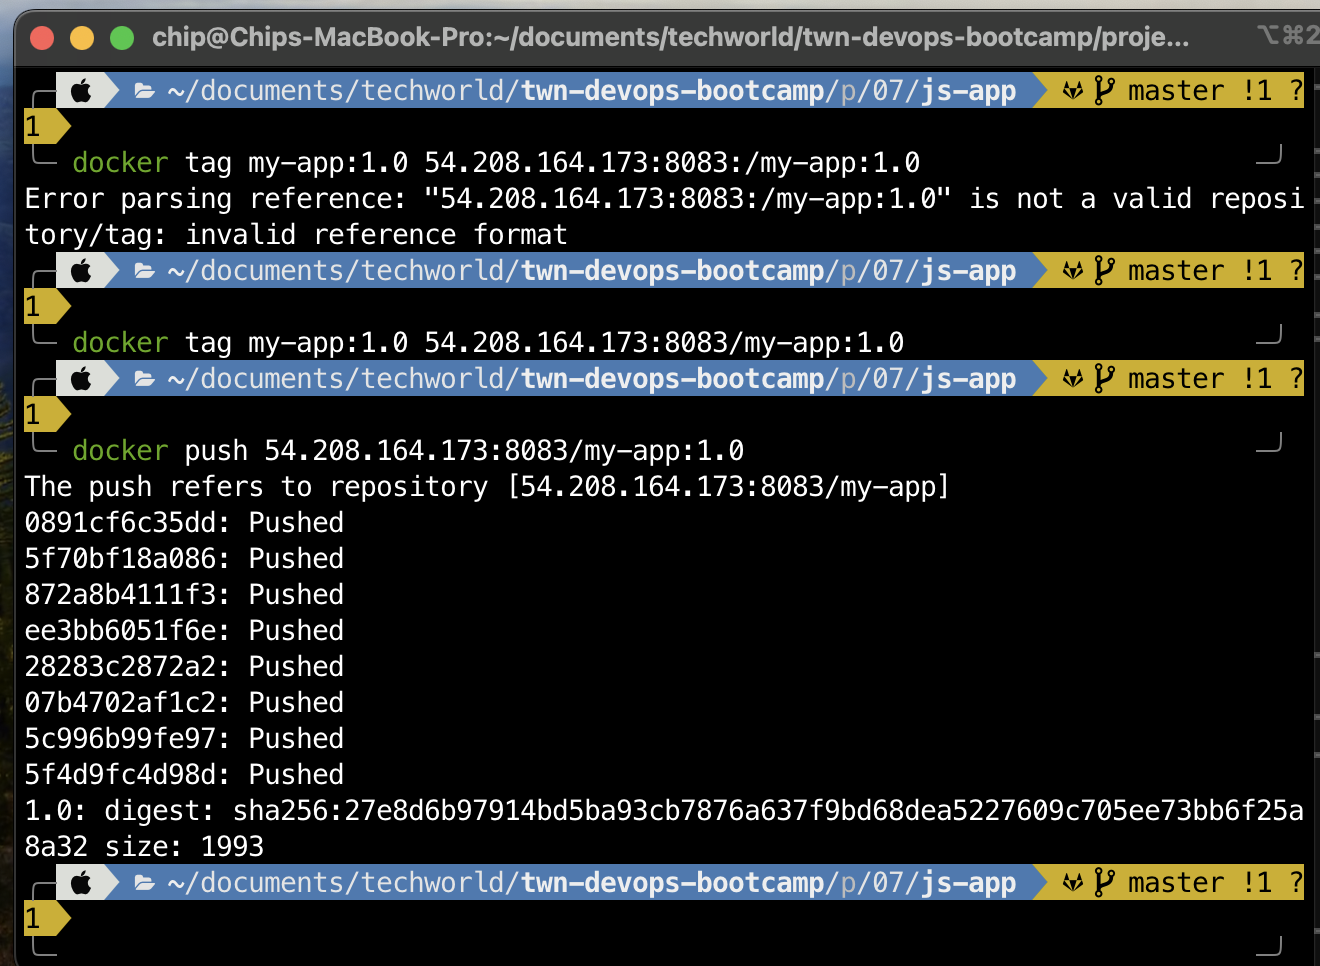 chip@Chips-MacBook-Pro:~/documents/techworld/twn-devops-bootcamp/proje... ⌥⌘2
~/documents/techworld/twn-devops-bootcamp/p/07/js-app master !1 ?
1
docker tag my-app:1.0 54.208.164.173:8083:/my-app:1.0
Error parsing reference: "54.208.164.173:8083:/my-app:1.0" is not a valid reposi
tory/tag: invalid reference format
~/documents/techworld/twn-devops-bootcamp/p/07/js-app master !1 ?
1
docker tag my-app:1.0 54.208.164.173:8083/my-app:1.0
~/documents/techworld/twn-devops-bootcamp/p/07/js-app master !1 ?
1
docker push 54.208.164.173:8083/my-app:1.0
The push refers to repository [54.208.164.173:8083/my-app]
0891cf6c35dd: Pushed
5f70bf18a086: Pushed
872a8b4111f3: Pushed
ee3bb6051f6e: Pushed
28283c2872a2: Pushed
07b4702af1c2: Pushed
5c996b99fe97: Pushed
5f4d9fc4d98d: Pushed
1.0: digest: sha256:27e8d6b97914bd5ba93cb7876a637f9bd68dea5227609c705ee73bb6f25a
8a32 size: 1993
~/documents/techworld/twn-devops-bootcamp/p/07/js-app master !1 ?
1